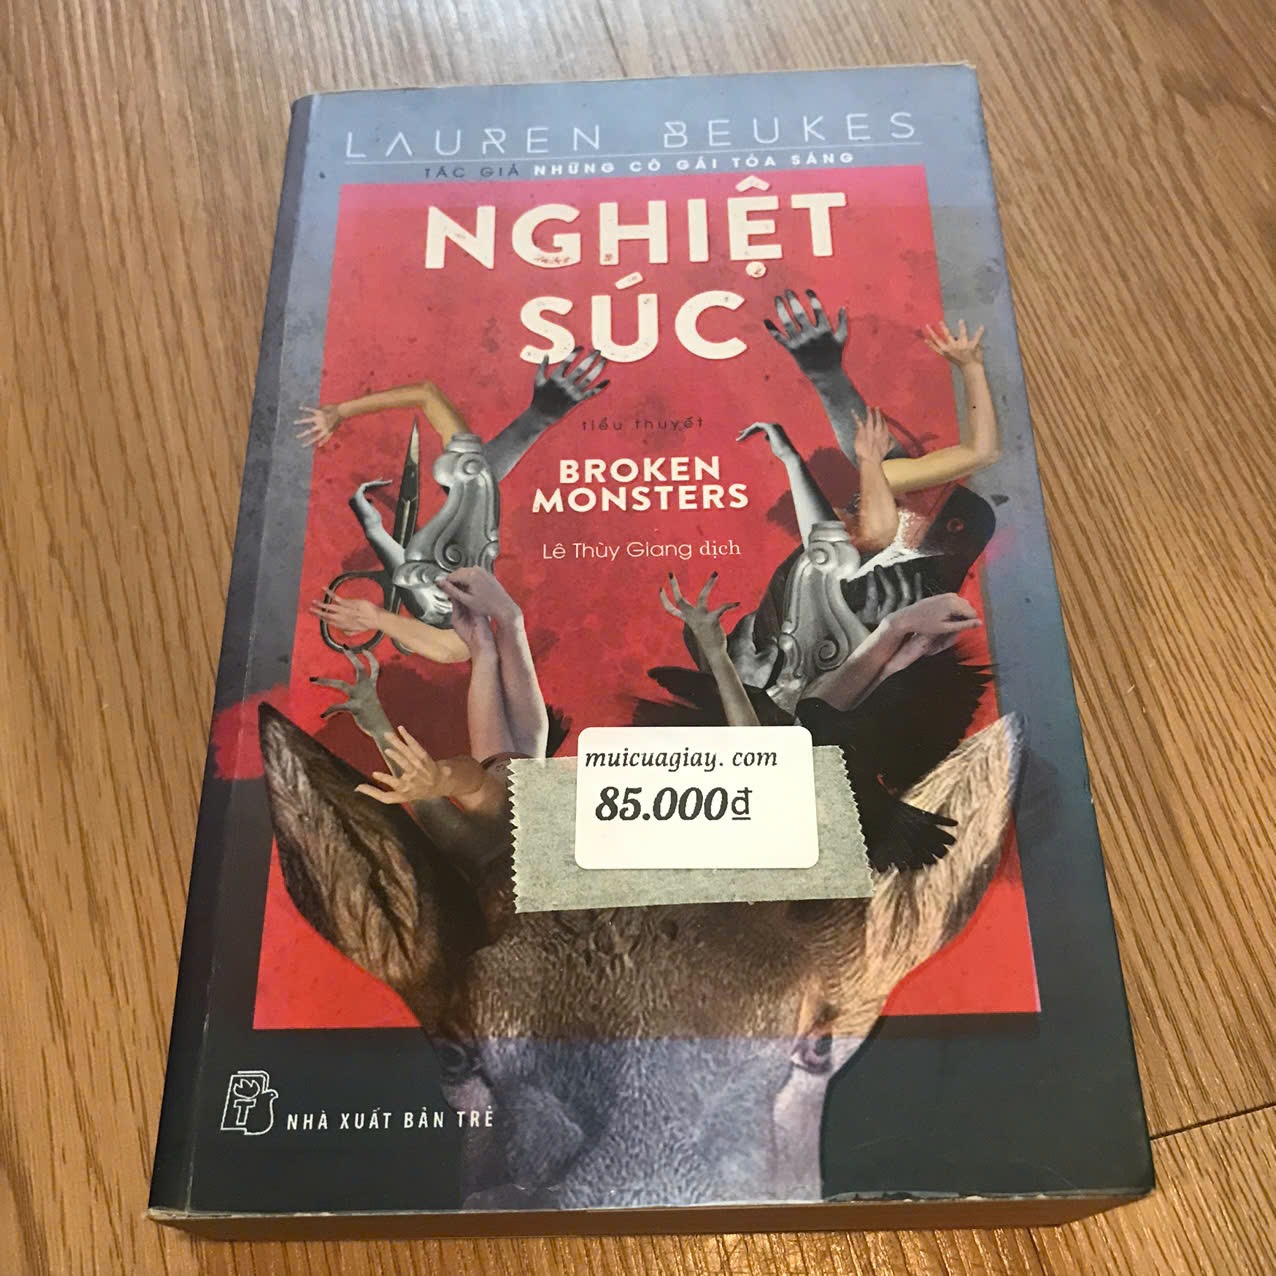 LAUREN BEUKES
TÁC GIẢ NHỮNG CÔ GÁI TỎA SÁNG
NGHIỆT
SÚC
tiểu thuyết
BROKEN
MONSTERS
Lê Thùy Giang dịch
muicuagiay. com
85.000₫
T
NHÀ XUẤT BẢN TRẺ